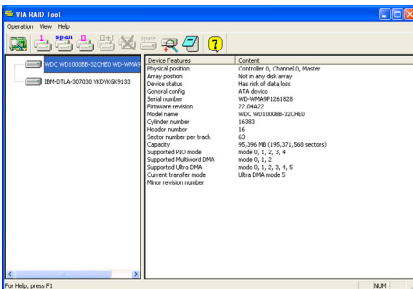 VIA RAID Tool
Operation View Help
1 span 0 spare
WDC WD1000BB-32CHE0 WD-WMA9
IBM-DTLA-307030 YKDYKGK9133
Device Features Content
Physical position Controller 0, Channel 0, Master
Array position Not in any disk array
Device status Has risk of data loss
General config ATA device
Serial number WD-WMA9P1261828
Firmware revision 22.04A22
Model name WDC WD1000BB-32CHE0
Cylinder number 16383
Header number 16
Sector number per track 63
Capacity 95,396 MB (195,371,568 sectors)
Supported PIO mode mode 0, 1, 2, 3, 4
Supported Multiword DMA mode 0, 1, 2
Supported Ultra DMA mode 0, 1, 2, 3, 4, 5
Current transfer mode Ultra DMA mode 5
Minor revision number
For Help, press F1 NUM